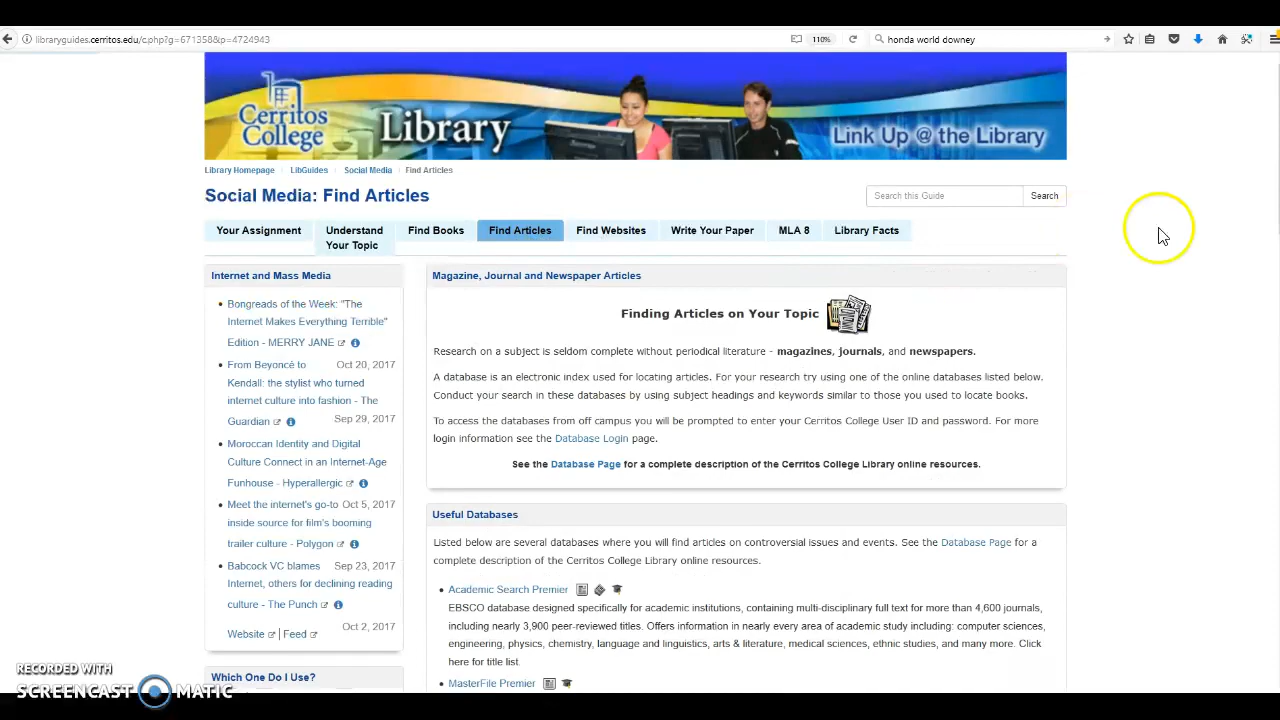 libraryguides.cerritos.edu/c.php?g=671358&p=4724943
110%
honda world downey
Cerritos
College
Library
Link Up @ the Library
Library Homepage LibGuides Social Media Find Articles
Social Media: Find Articles
Search this Guide
Search
Your Assignment
Understand
Your Topic
Find Books
Find Articles
Find Websites
Write Your Paper
MLA 8
Library Facts
Internet and Mass Media
Bongreads of the Week: "The
Internet Makes Everything Terrible"
Edition - MERRY JANE
From Beyoncé to Oct 20, 2017
Kendall: the stylist who turned
internet culture into fashion - The
Guardian Sep 29, 2017
Moroccan Identity and Digital
Culture Connect in an Internet-Age
Funhouse - Hyperallergic
Meet the internet's go-to Oct 5, 2017
inside source for film's booming
trailer culture - Polygon
Babcock VC blames Sep 23, 2017
Internet, others for declining reading
culture - The Punch
Oct 2, 2017
Website | Feed
Which One Do I Use?
Magazine, Journal and Newspaper Articles
Finding Articles on Your Topic
Research on a subject is seldom complete without periodical literature - magazines, journals, and newspapers.
A database is an electronic index used for locating articles. For your research try using one of the online databases listed below.
Conduct your search in these databases by using subject headings and keywords similar to those you used to locate books.
To access the databases from off campus you will be prompted to enter your Cerritos College User ID and password. For more
login information see the Database Login page.
See the Database Page for a complete description of the Cerritos College Library online resources.
Useful Databases
Listed below are several databases where you will find articles on controversial issues and events. See the Database Page for a
complete description of the Cerritos College Library online resources.
Academic Search Premier
EBSCO database designed specifically for academic institutions, containing multi-disciplinary full text for more than 4,600 journals,
including nearly 3,900 peer-reviewed titles. Offers information in nearly every area of academic study including: computer sciences,
engineering, physics, chemistry, language and linguistics, arts & literature, medical sciences, ethnic studies, and many more. Click
here for title list.
MasterFile Premier
RECORDED WITH
SCREENCAST MATIC